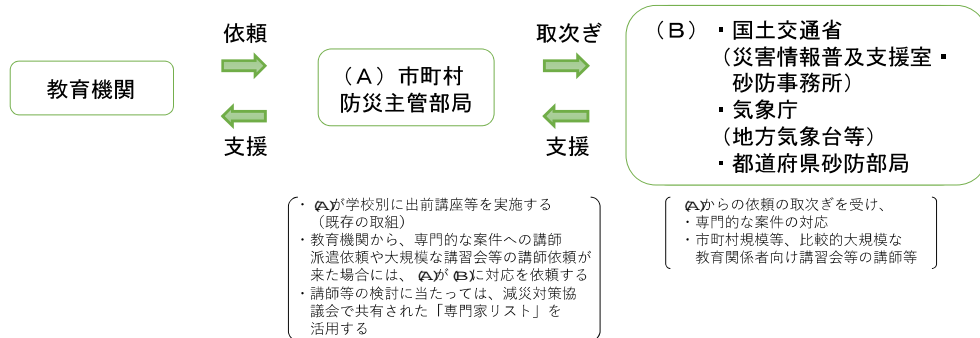 教育機関
依頼
支援
（A）市町村
防災主管部局
取次ぎ
支援
（B）・国土交通省
（災害情報普及支援室・
砂防事務所）
・気象庁
（地方気象台等）
・都道府県砂防部局
・(A)が学校別に出前講座等を実施する
（既存の取組）
・教育機関から、専門的な案件への講師
派遣依頼や大規模な講習会等の講師依頼が
来た場合には、(A)が(B)に対応を依頼する
・講師等の検討に当たっては、減災対策協
議会で共有された「専門家リスト」を
活用する
(A)からの依頼の取次ぎを受け、
・専門的な案件の対応
・市町村規模等、比較的大規模な
教育関係者向け講習会等の講師等